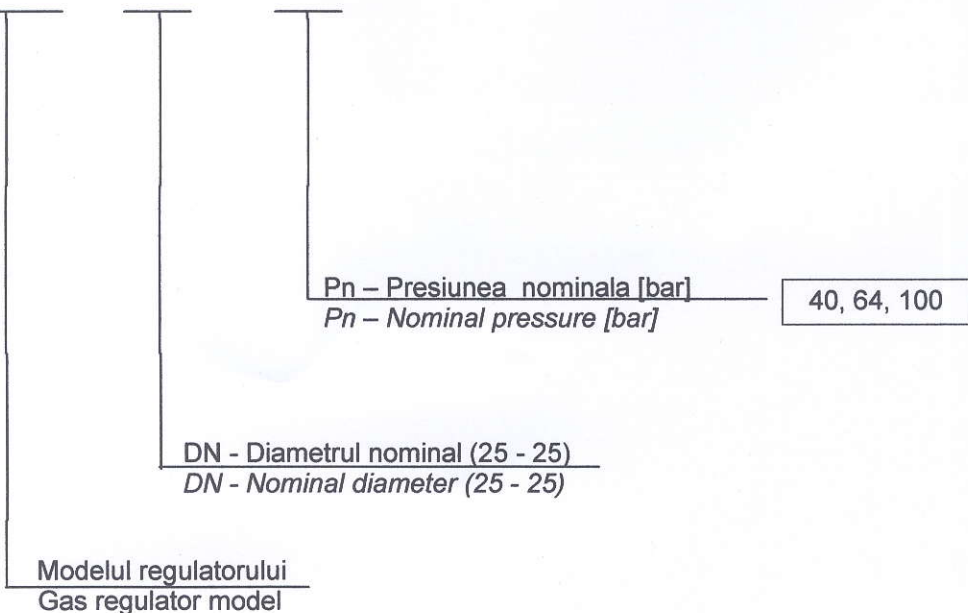 Pn – Presiunea nominala [bar]
Pn – Nominal pressure [bar]
40, 64, 100
DN - Diametrul nominal (25 - 25)
DN - Nominal diameter (25 - 25)
Modelul regulatorului
Gas regulator model